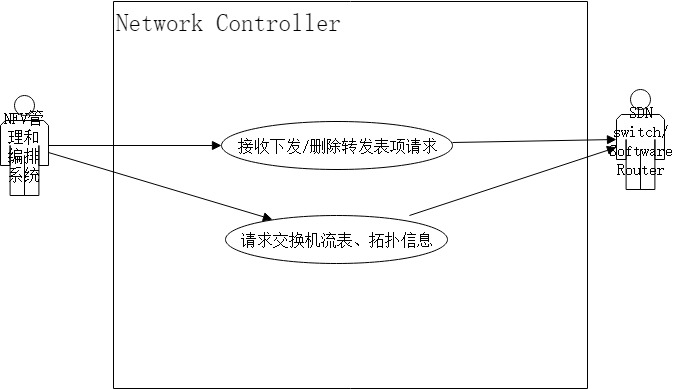 Network Controller
NFV管
理和
编排
系统
接收下发/删除转发表项请求
请求交换机流表、拓扑信息
SDN
switch/
Software
Router